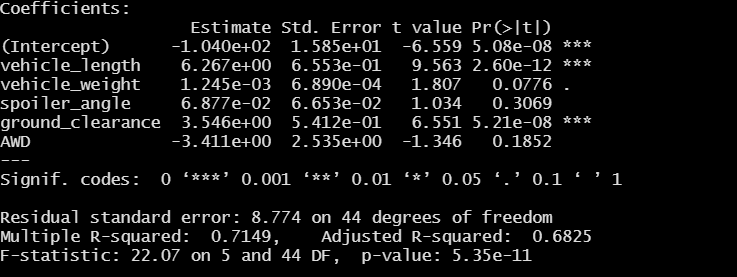 Coefficients:
Estimate Std. Error t value Pr(>|t|)
(Intercept) -1.040e+02 1.585e+01 -6.559 5.08e-08 ***
vehicle_length 6.267e+00 6.553e-01 9.563 2.60e-12 ***
vehicle_weight 1.245e-03 6.890e-04 1.807 0.0776 .
spoiler_angle 6.877e-02 6.653e-02 1.034 0.3069
ground_clearance 3.546e+00 5.412e-01 6.551 5.21e-08 ***
AWD -3.411e+00 2.535e+00 -1.346 0.1852
---
Signif. codes: 0 ‘***’ 0.001 ‘**’ 0.01 ‘*’ 0.05 ‘.’ 0.1 ‘ ’ 1
Residual standard error: 8.774 on 44 degrees of freedom
Multiple R-squared: 0.7149, Adjusted R-squared: 0.6825
F-statistic: 22.07 on 5 and 44 DF, p-value: 5.35e-11